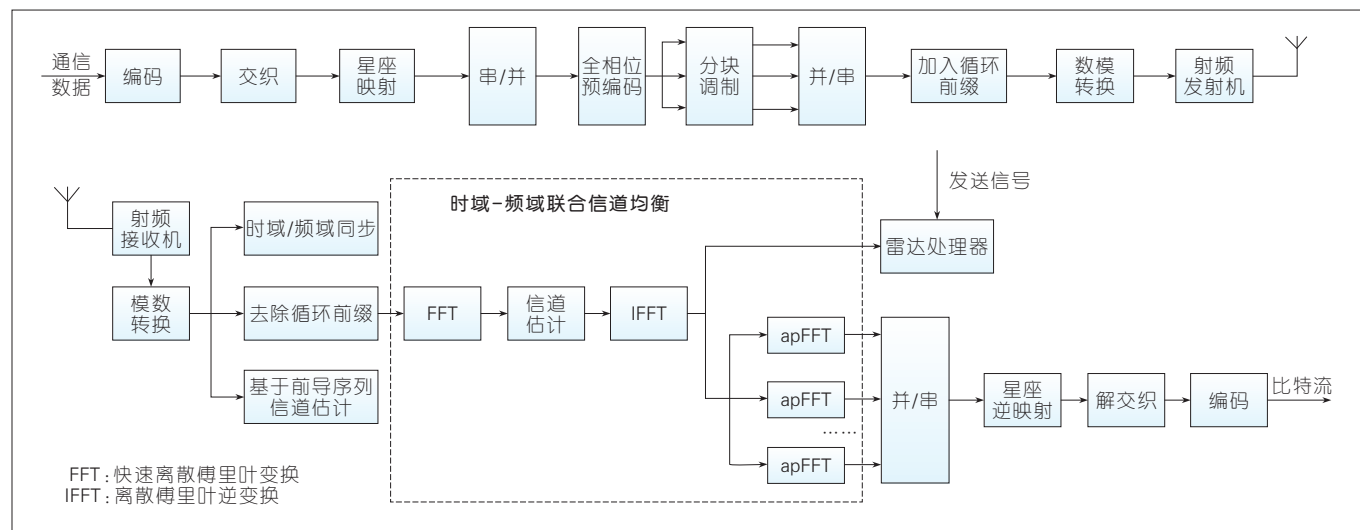 通信
数据
编码
交织
星座
映射
串/并
全相位
预编码
分块
调制
并/串
加入循环
前缀
数模
转换
射频
发射机
射频
接收机
模数
转换
时域/频域同步
去除循环前缀
基于前导序列
信道估计
时域-频域联合信道均衡
FFT
信道
估计
IFFT
apFFT
apFFT
……
apFFT
发送信号
雷达处理器
并/串
星座
逆映射
解交织
编码
比特流
FFT:快速离散傅里叶变换
IFFT:离散傅里叶逆变换